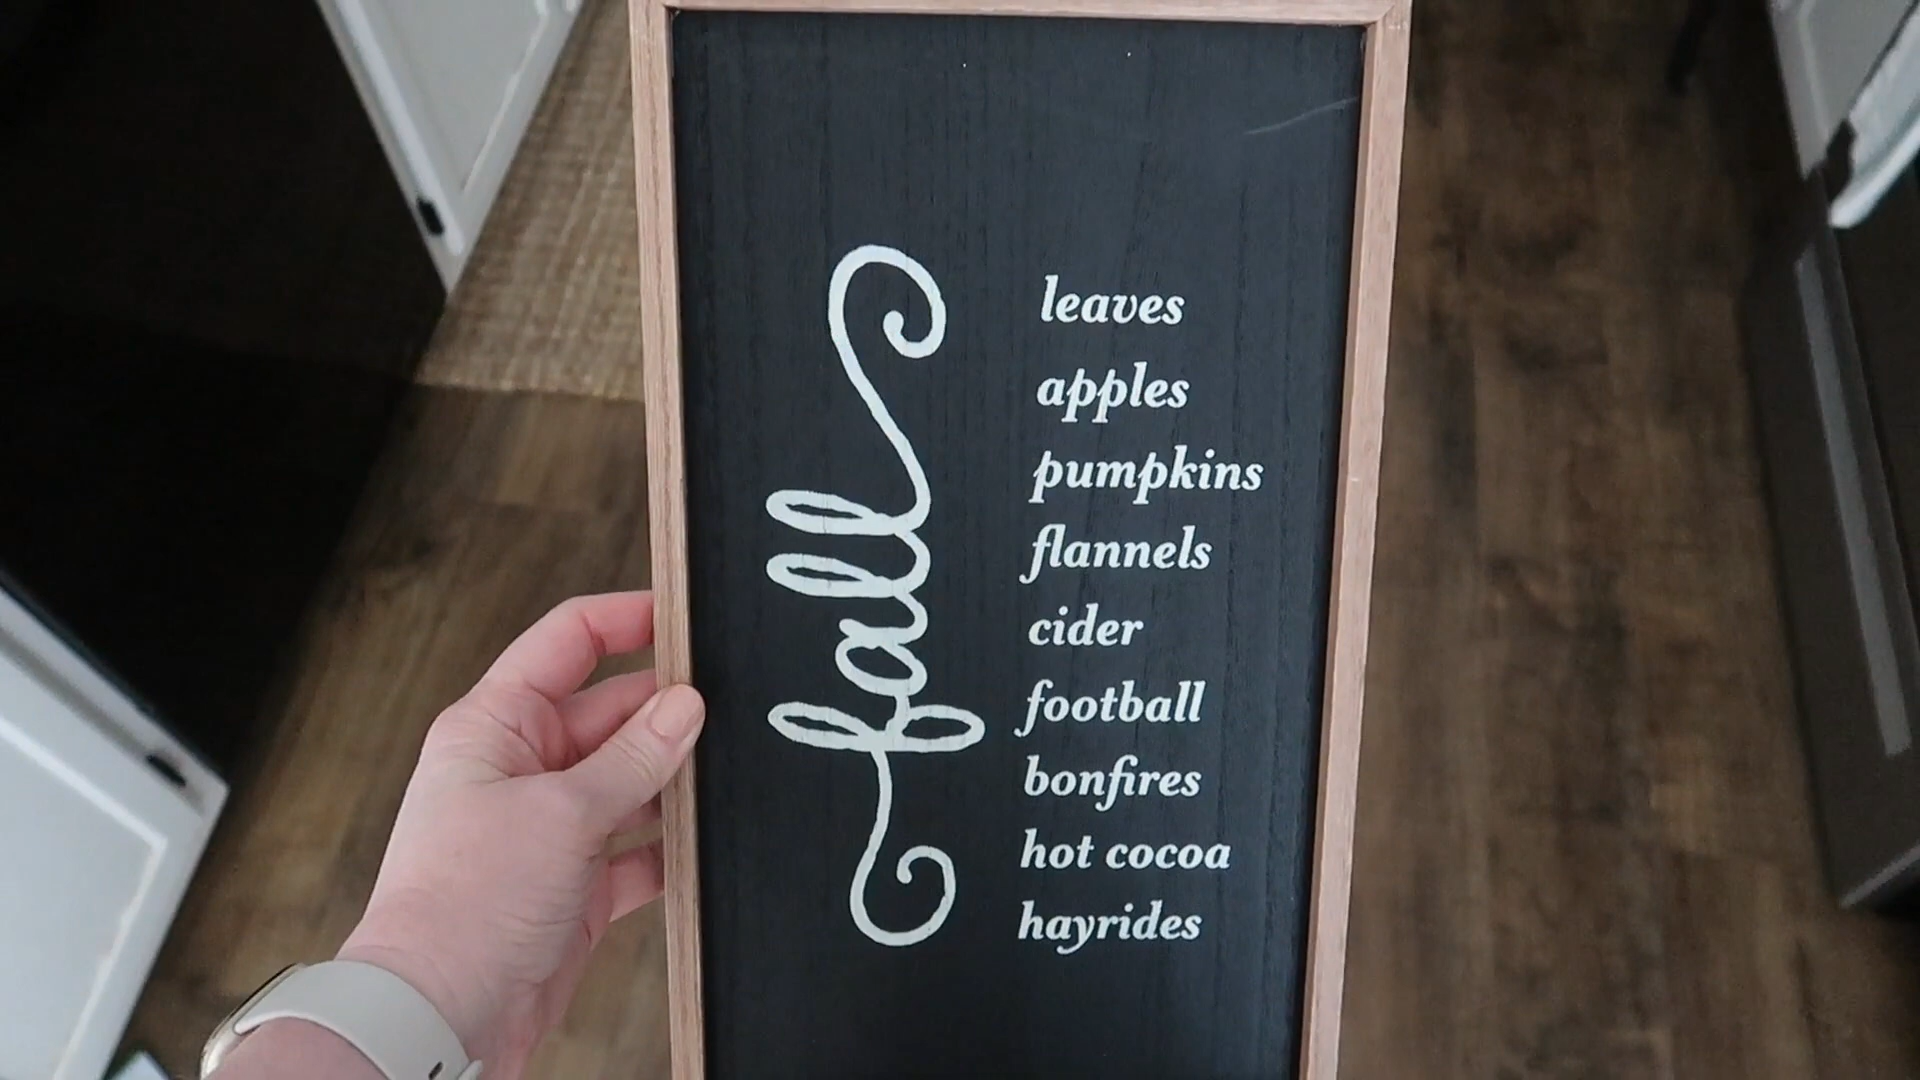 fall
leaves
apples
pumpkins
flannels
cider
football
bonfires
hot cocoa
hayrides